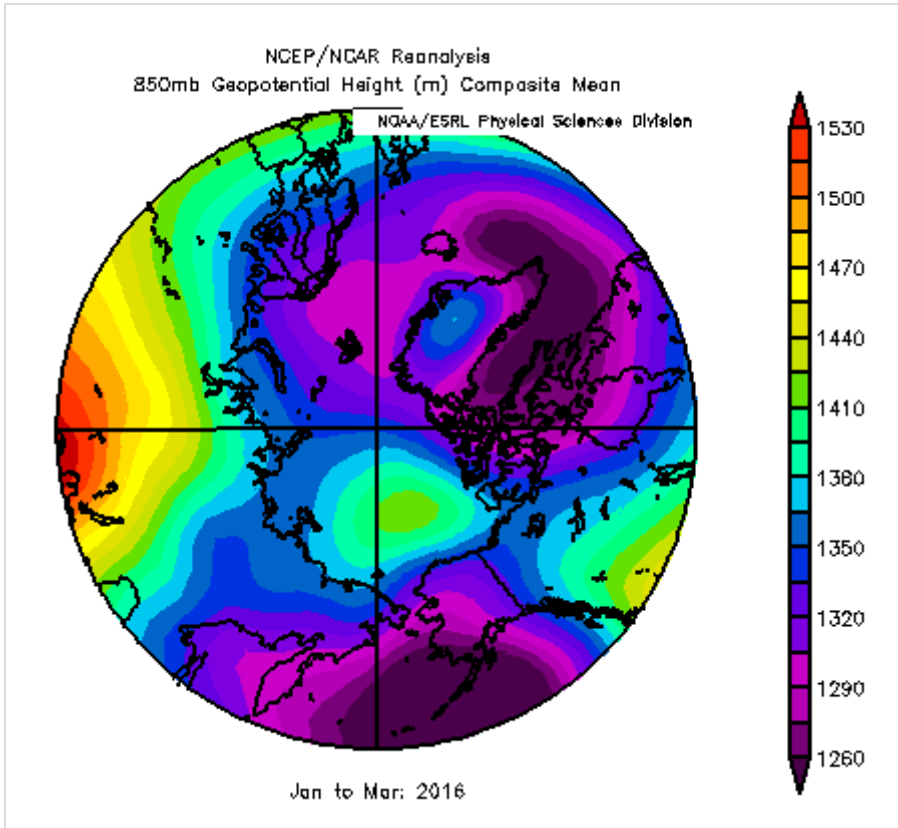 NCEP/NCAR Reanalysis
850mb Geopotential Height (m) Composite Mean
NOAA/ESRL Physical Sciences Division
1530
1500
1470
1440
1410
1380
1350
1320
1290
1260
Jan to Mar: 2016